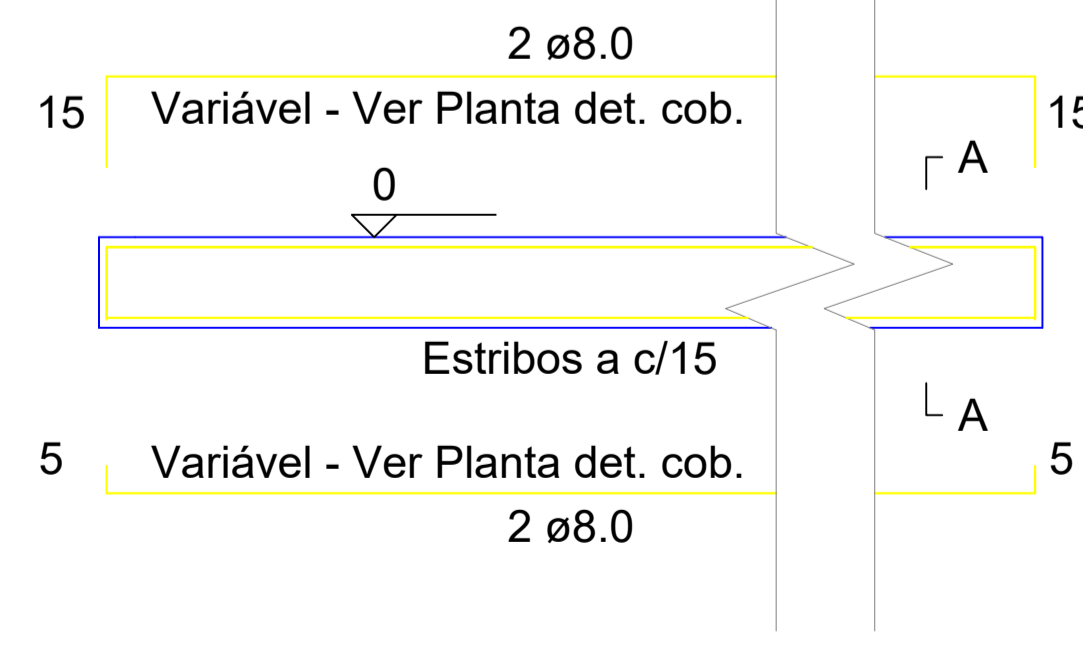 2 ø8.0
15 Variável - Ver Planta det. cob. 15
A
0
Estribos a c/15
A
5 Variável - Ver Planta det. cob. 5
2 ø8.0